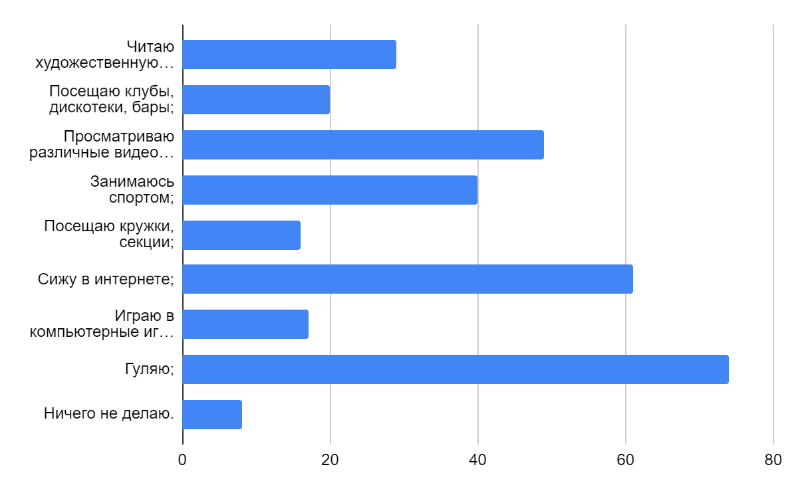 Читаю
художественную…
Посещаю клубы,
дискотеки, бары;
Просматриваю
различные видео…
Занимаюсь
спортом;
Посещаю кружки,
секции;
Сижу в интернете;
Играю в
компьютерные иг…
Гуляю;
Ничего не делаю.
0 20 40 60 80